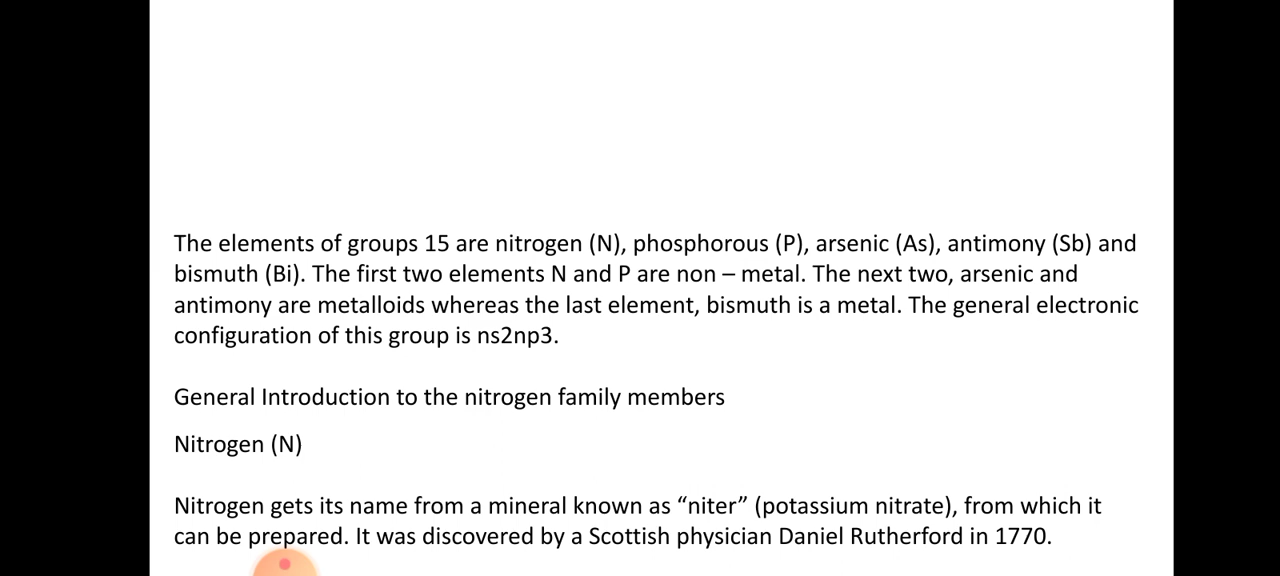 The elements of groups 15 are nitrogen (N), phosphorous (P), arsenic (As), antimony (Sb) and
bismuth (Bi). The first two elements N and P are non – metal. The next two, arsenic and
antimony are metalloids whereas the last element, bismuth is a metal. The general electronic
configuration of this group is ns2np3.
General Introduction to the nitrogen family members
Nitrogen (N)
Nitrogen gets its name from a mineral known as “niter” (potassium nitrate), from which it
can be prepared. It was discovered by a Scottish physician Daniel Rutherford in 1770.